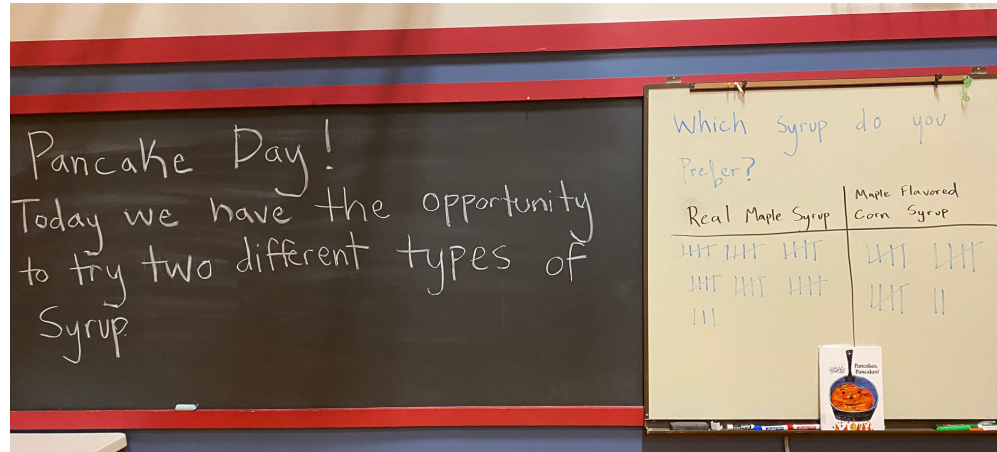 Pancake Day!
Today we have the opportunity
to try two different types of
Syrup.
Which Syrup do you
Prefer?
Real Maple Syrup
Maple Flavored
Corn Syrup
Pancakes,
Pancakes!